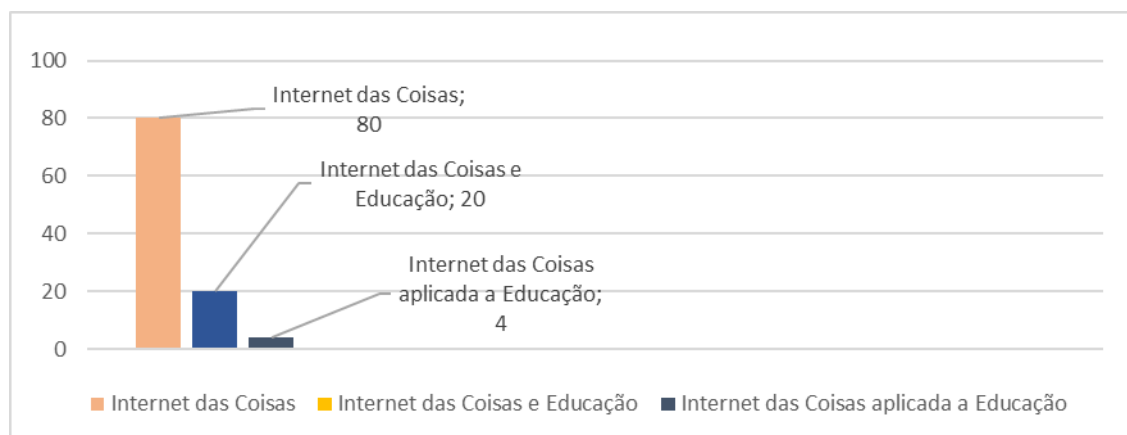 100
80
60
40
20
0
Internet das Coisas;
80
Internet das Coisas e
Educação; 20
Internet das Coisas
aplicada a Educação;
4
Internet das Coisas Internet das Coisas e Educação Internet das Coisas aplicada a Educação